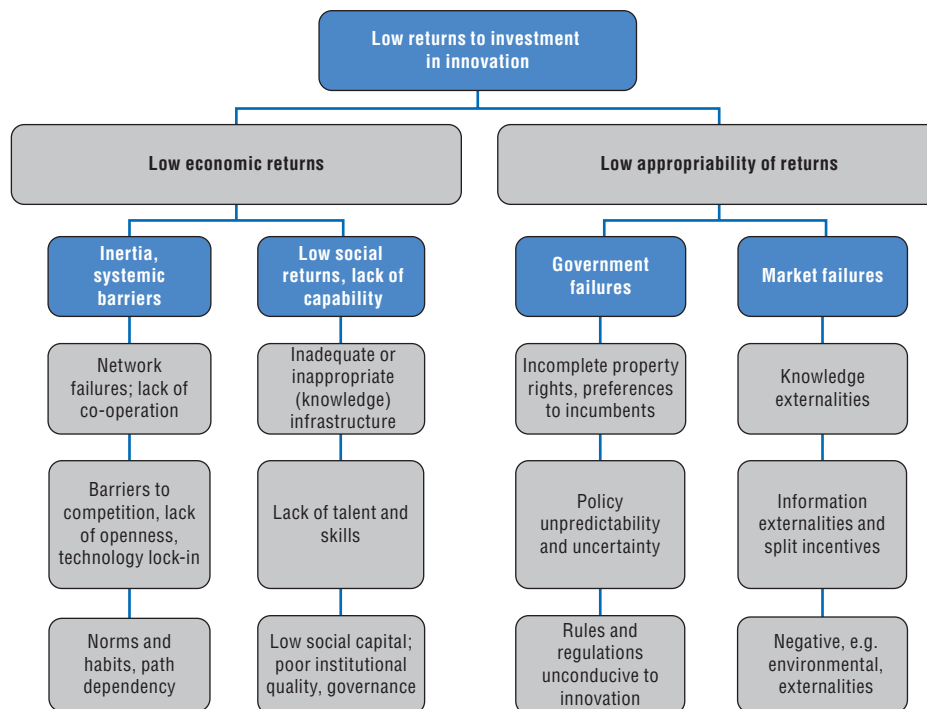 Low returns to investment
in innovation
Low economic returns
Low appropriability of returns
Inertia,
systemic
barriers
Low social
returns, lack of
capability
Government
failures
Market failures
Network
failures; lack of
co-operation
Inadequate or
inappropriate
(knowledge)
infrastructure
Incomplete property
rights, preferences
to incumbents
Knowledge
externalities
Barriers to
competition, lack
of openness,
technology lock-in
Lack of talent and
skills
Policy
unpredictability
and uncertainty
Information
externalities and
split incentives
Norms and
habits, path
dependency
Low social capital;
poor institutional
quality, governance
Rules and
regulations
unconducive to
innovation
Negative, e.g.
environmental,
externalities